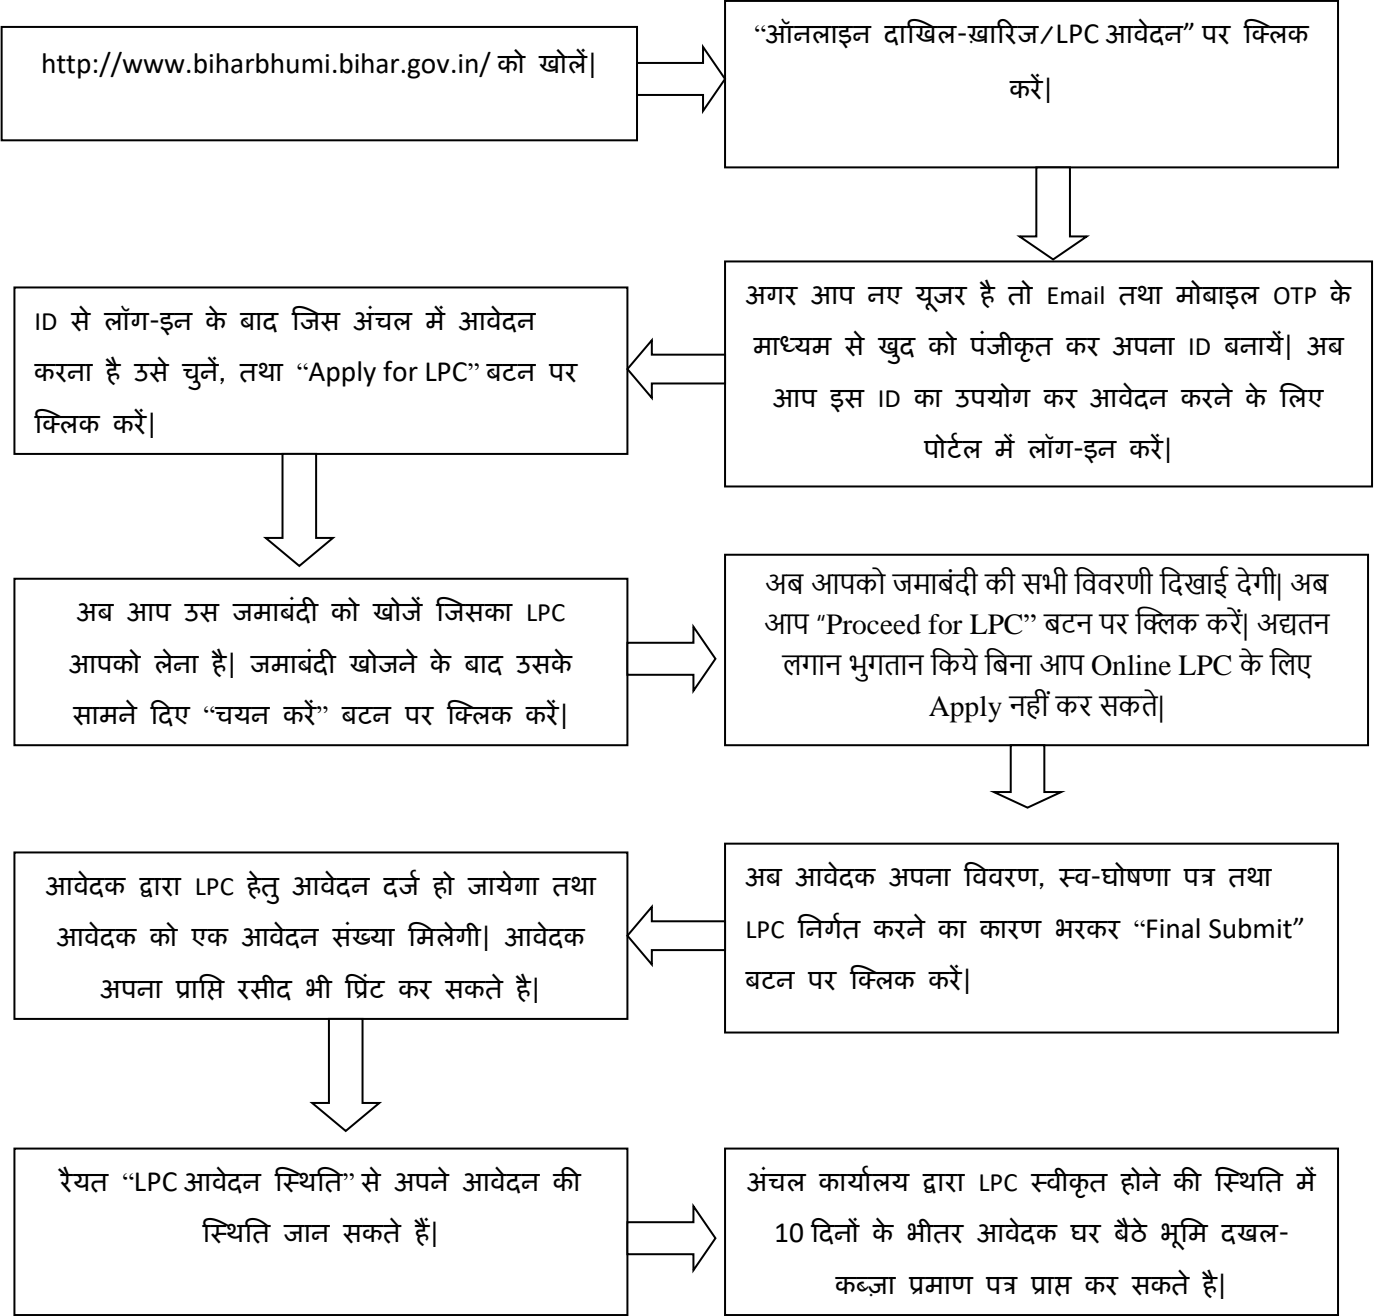 http://www.biharbhumi.bihar.gov.in/ को खोलें|
“ऑनलाइन दाखिल-ख़ारिज/LPC आवेदन” पर क्लिक
करें|
अगर आप नए यूजर है तो Email तथा मोबाइल OTP के
माध्यम से खुद को पंजीकृत कर अपना ID बनायें| अब
आप इस ID का उपयोग कर आवेदन करने के लिए
पोर्टल में लॉग-इन करें|
ID से लॉग-इन के बाद जिस अंचल में आवेदन
करना है उसे चुनें, तथा “Apply for LPC” बटन पर
क्लिक करें|
अब आप उस जमाबंदी को खोजें जिसका LPC
आपको लेना है| जमाबंदी खोजने के बाद उसके
सामने दिए “चयन करें” बटन पर क्लिक करें|
अब आपको जमाबंदी की सभी विवरणी दिखाई देगी| अब
आप “Proceed for LPC” बटन पर क्लिक करें| अद्यतन
लगान भुगतान किये बिना आप Online LPC के लिए
Apply नहीं कर सकते|
अब आवेदक अपना विवरण, स्व-घोषणा पत्र तथा
LPC निर्गत करने का कारण भरकर “Final Submit”
बटन पर क्लिक करें|
आवेदक द्वारा LPC हेतु आवेदन दर्ज हो जायेगा तथा
आवेदक को एक आवेदन संख्या मिलेगी| आवेदक
अपना प्राप्ति रसीद भी प्रिंट कर सकते है|
रैयत “LPC आवेदन स्थिति” से अपने आवेदन की
स्थिति जान सकते हैं|
अंचल कार्यालय द्वारा LPC स्वीकृत होने की स्थिति में
10 दिनों के भीतर आवेदक घर बैठे भूमि दखल-
कब्ज़ा प्रमाण पत्र प्राप्त कर सकते है|